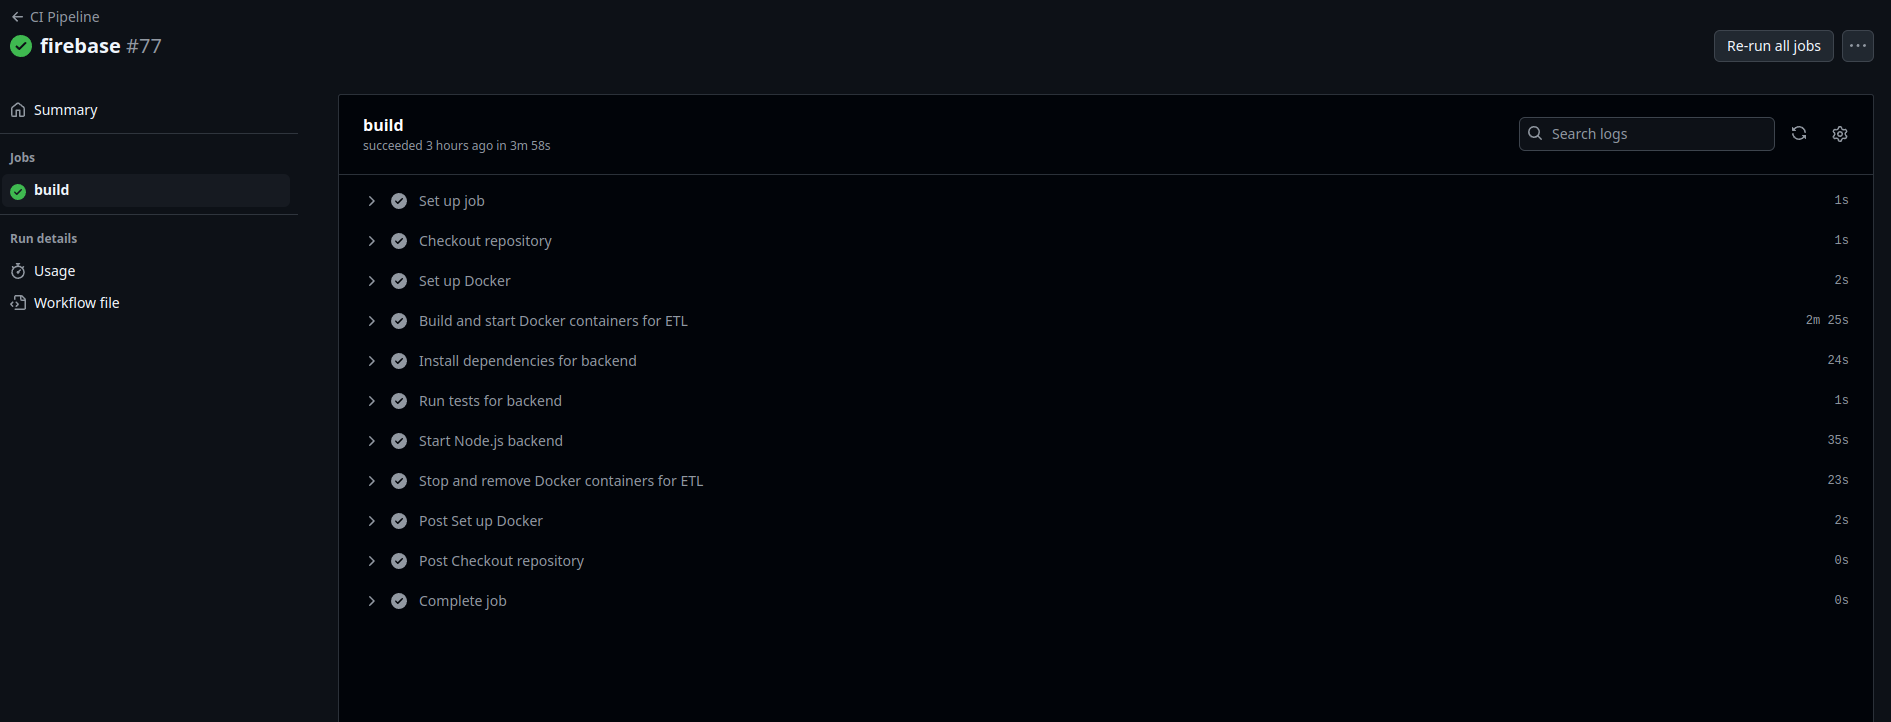 CI Pipeline
firebase #77
Re-run all jobs
Summary
Jobs
build
Run details
Usage
Workflow file
build
succeeded 3 hours ago in 3m 58s
Search logs
Set up job 1s
Checkout repository 1s
Set up Docker 2s
Build and start Docker containers for ETL 2m 25s
Install dependencies for backend 24s
Run tests for backend 1s
Start Node.js backend 35s
Stop and remove Docker containers for ETL 23s
Post Set up Docker 2s
Post Checkout repository 0s
Complete job 0s